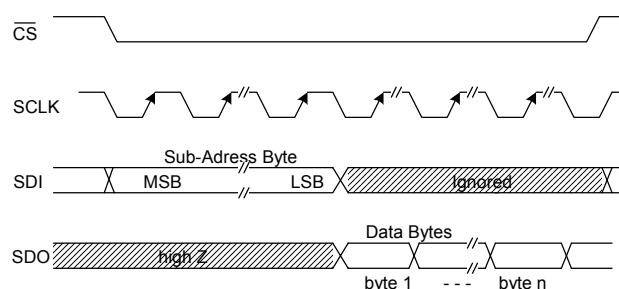 CS
SCLK
Sub-Adress Byte
SDI MSB LSB Ignored
Data Bytes
SDO high Z
byte 1 - - - byte n